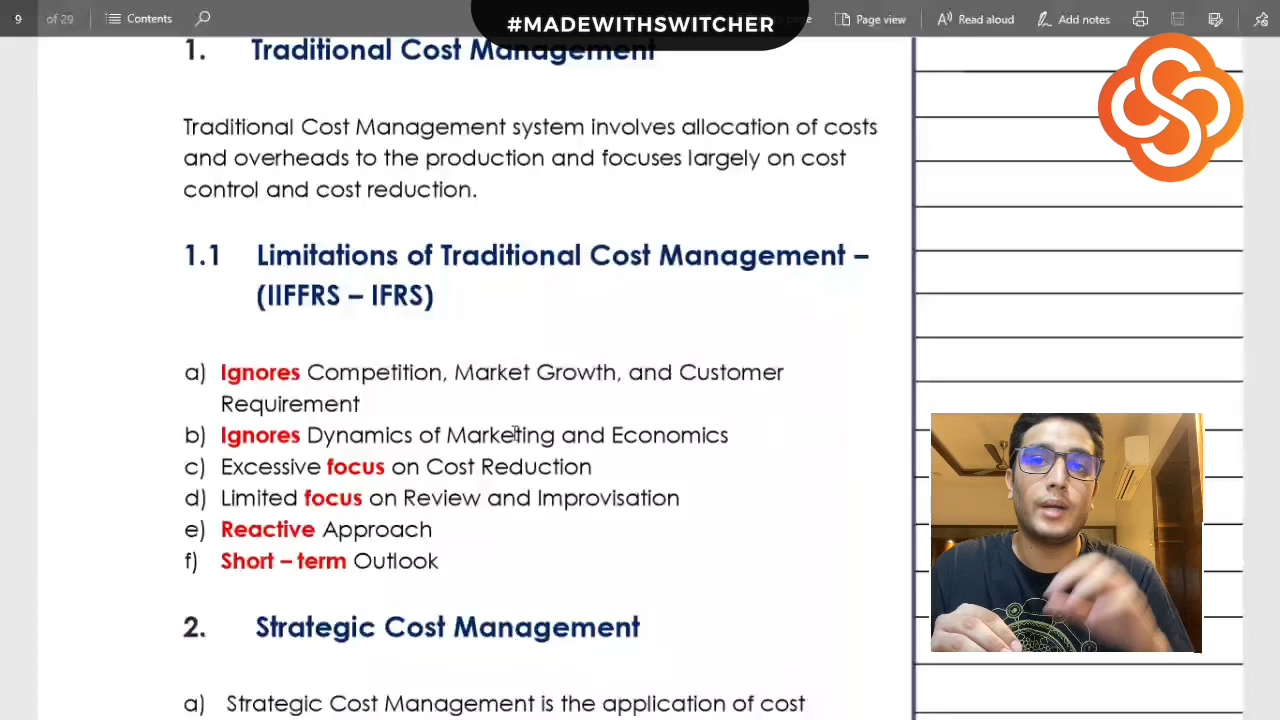 9 of 29
Contents
#MADEWITHSWITCHER
Page view
Read aloud
Add notes
1. Traditional Cost Management
Traditional Cost Management system involves allocation of costs
and overheads to the production and focuses largely on cost
control and cost reduction.
1.1 Limitations of Traditional Cost Management –
(IIFFRS – IFRS)
a) Ignores Competition, Market Growth, and Customer
Requirement
b) Ignores Dynamics of Marketing and Economics
c) Excessive focus on Cost Reduction
d) Limited focus on Review and Improvisation
e) Reactive Approach
f) Short – term Outlook
2. Strategic Cost Management
a) Strategic Cost Management is the application of cost